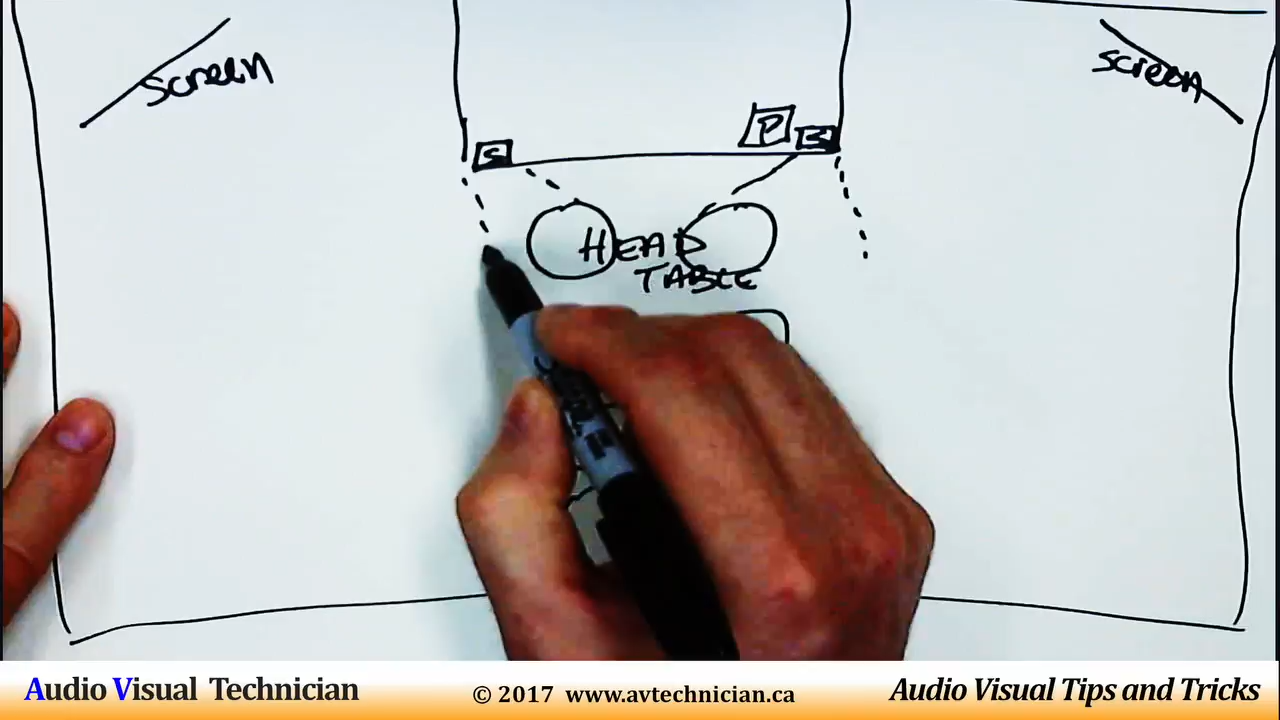 Screen
Screen
P
S
S
HEAD
TABLE
Audio Visual Technician
© 2017 www.avtechnician.ca
Audio Visual Tips and Tricks